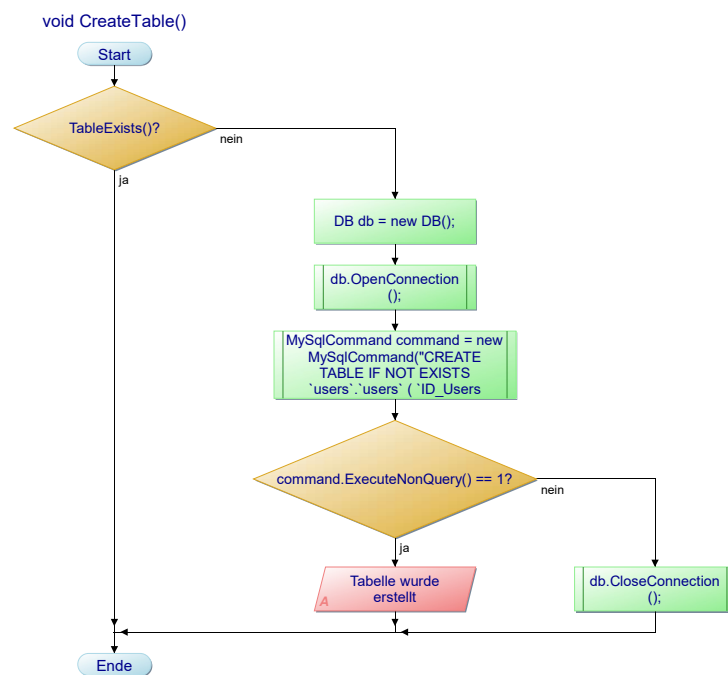 void CreateTable()
Start
TableExists()?
nein
ja
DB db = new DB();
db.OpenConnection
();
MySqlCommand command = new
MySqlCommand("CREATE
TABLE IF NOT EXISTS
`users`.`users` ( `ID_Users
command.ExecuteNonQuery() == 1?
nein
ja
Tabelle wurde
erstellt
A
db.CloseConnection
();
Ende